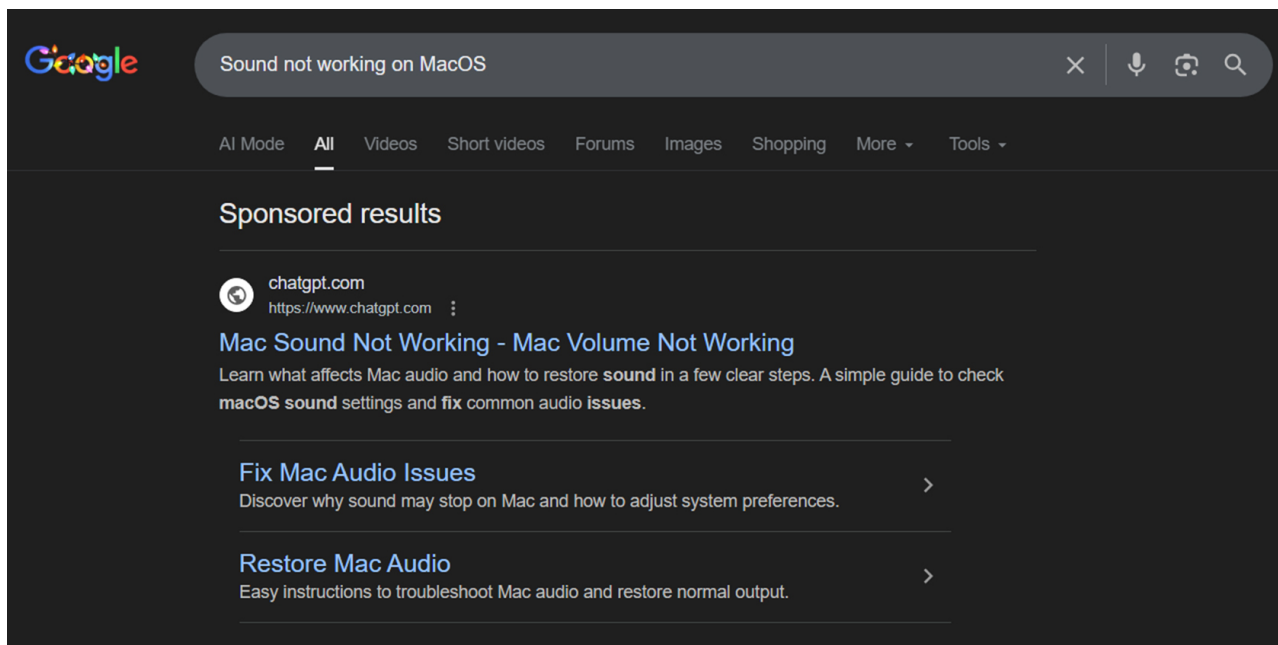 Google
Sound not working on MacOS
AI Mode All Videos Short videos Forums Images Shopping More Tools
Sponsored results
chatgpt.com
https://www.chatgpt.com
Mac Sound Not Working - Mac Volume Not Working
Learn what affects Mac audio and how to restore sound in a few clear steps. A simple guide to check
macOS sound settings and fix common audio issues.
Fix Mac Audio Issues
Discover why sound may stop on Mac and how to adjust system preferences.
Restore Mac Audio
Easy instructions to troubleshoot Mac audio and restore normal output.